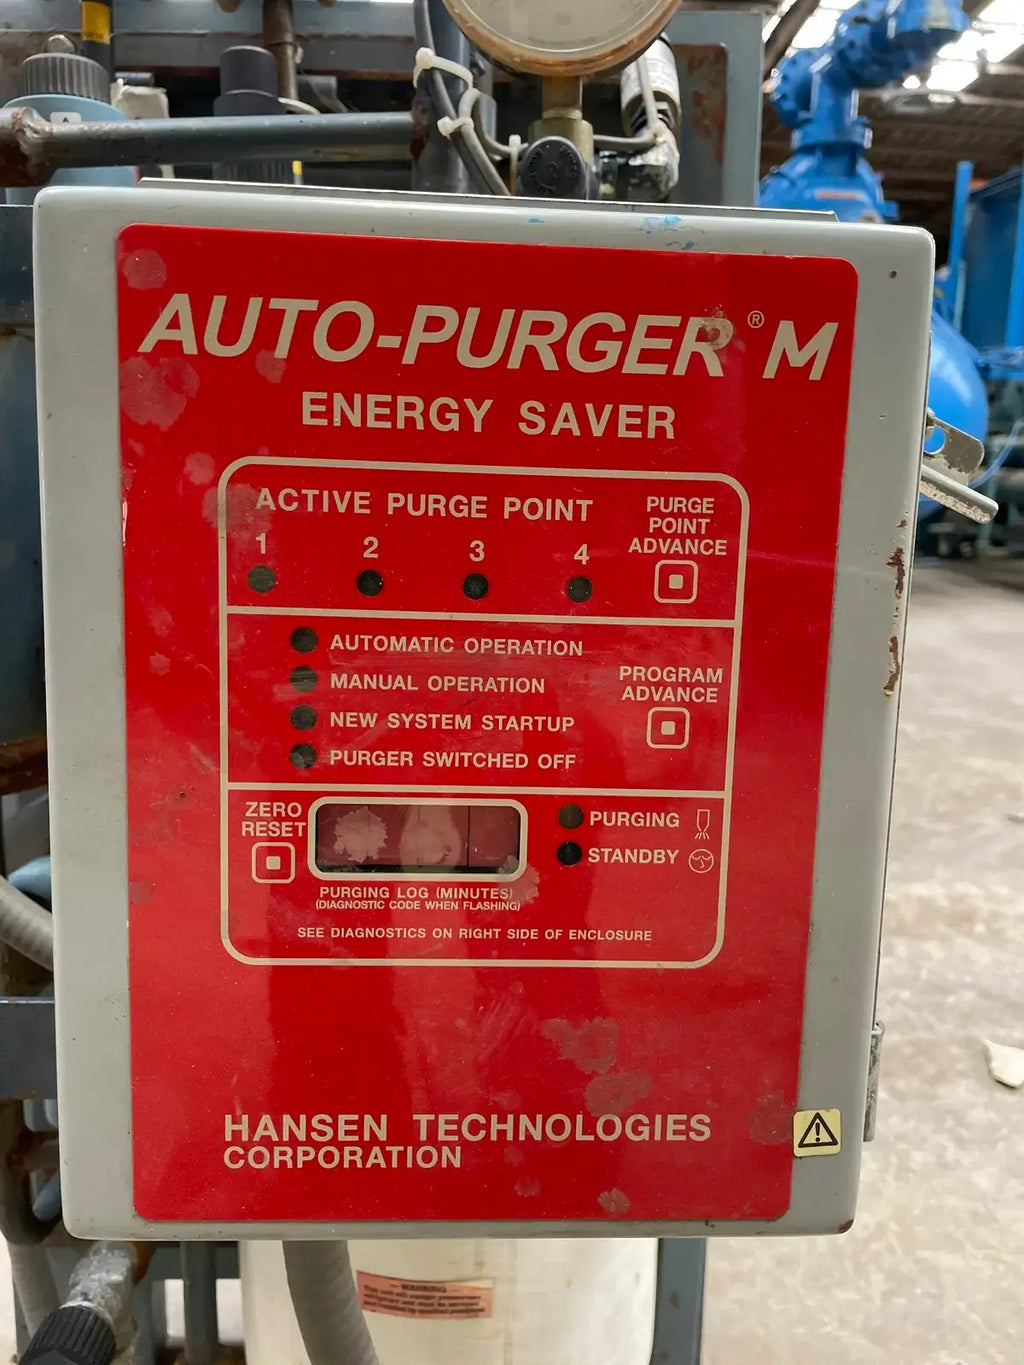 AUTO-PURGER® M
ENERGY SAVER
ACTIVE PURGE POINT
1 2 3 4
PURGE
POINT
ADVANCE
AUTOMATIC OPERATION
MANUAL OPERATION
NEW SYSTEM STARTUP
PURGER SWITCHED OFF
PROGRAM
ADVANCE
ZERO
RESET
PURGING
STANDBY
PURGING LOG (MINUTES)
(DIAGNOSTIC CODE WHEN FLASHING)
SEE DIAGNOSTICS ON RIGHT SIDE OF ENCLOSURE
HANSEN TECHNOLOGIES
CORPORATION
WARNING